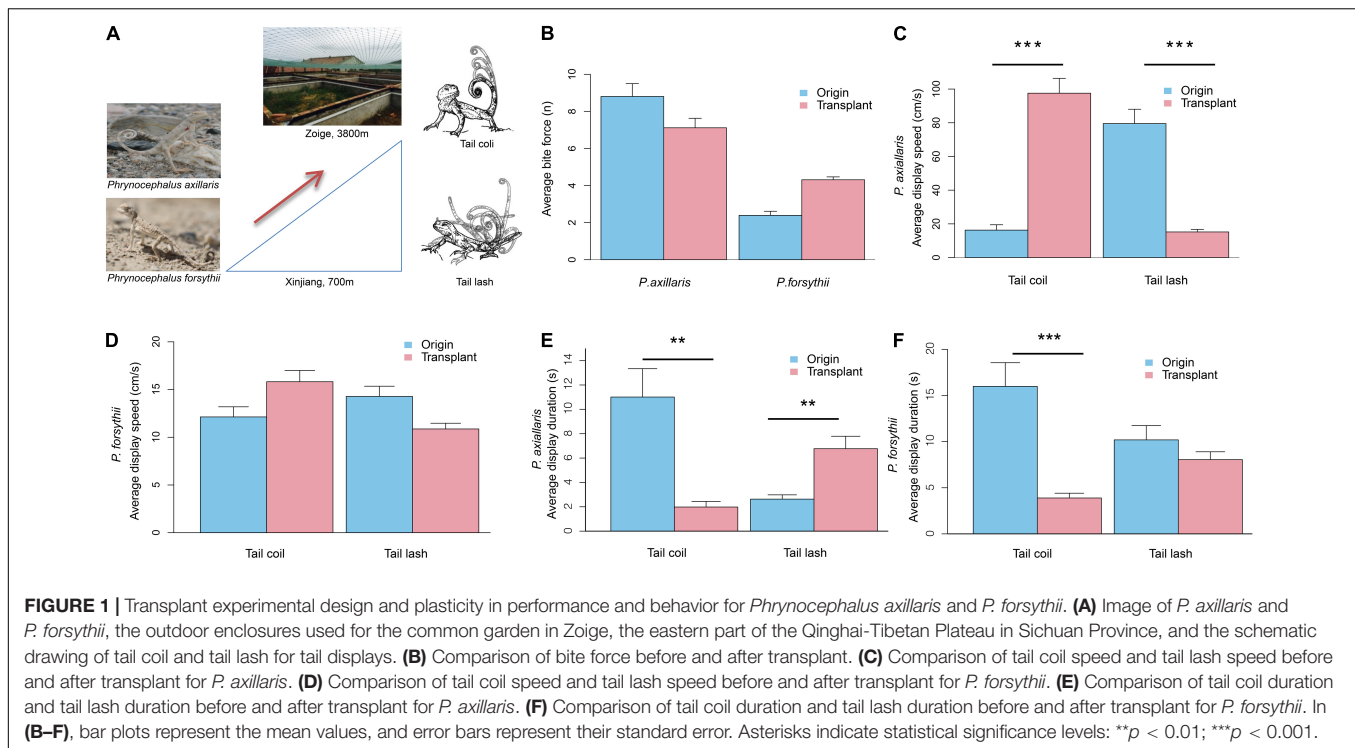 A
Zoige, 3800m
Tail coli
Phrynocephalus axillaris
Phrynocephalus forsythii
Xinjiang, 700m
Tail lash
B
Average bite force (n)
10
8
6
4
2
0
Origin
Transplant
P.axillaris
P.forsythii
C
P. axiallaris
Average display speed (cm/s)
100
80
60
40
20
0
***
***
Origin
Transplant
Tail coil
Tail lash
D
P. forsythii
Average display speed (cm/s)
20
15
10
5
0
Origin
Transplant
Tail coil
Tail lash
E
P. axiallaris
Average display duration (s)
14
12
10
8
6
4
2
0
**
**
Origin
Transplant
Tail coil
Tail lash
F
P. forsythii
Average display duration (s)
20
15
10
5
0
***
Origin
Transplant
Tail coil
Tail lash
FIGURE 1 | Transplant experimental design and plasticity in performance and behavior for Phrynocephalus axillaris and P. forsythii. (A) Image of P. axillaris and
P. forsythii, the outdoor enclosures used for the common garden in Zoige, the eastern part of the Qinghai-Tibetan Plateau in Sichuan Province, and the schematic
drawing of tail coil and tail lash for tail displays. (B) Comparison of bite force before and after transplant. (C) Comparison of tail coil speed and tail lash speed before
and after transplant for P. axillaris. (D) Comparison of tail coil speed and tail lash speed before and after transplant for P. forsythii. (E) Comparison of tail coil duration
and tail lash duration before and after transplant for P. axillaris. (F) Comparison of tail coil duration and tail lash duration before and after transplant for P. forsythii. In
(B–F), bar plots represent the mean values, and error bars represent their standard error. Asterisks indicate statistical significance levels: **p < 0.01; ***p < 0.001.